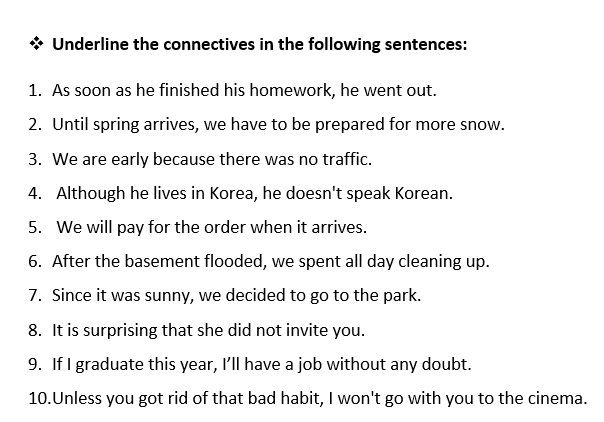 ❖ Underline the connectives in the following sentences:
1. As soon as he finished his homework, he went out.
2. Until spring arrives, we have to be prepared for more snow.
3. We are early because there was no traffic.
4. Although he lives in Korea, he doesn't speak Korean.
5. We will pay for the order when it arrives.
6. After the basement flooded, we spent all day cleaning up.
7. Since it was sunny, we decided to go to the park.
8. It is surprising that she did not invite you.
9. If I graduate this year, I’ll have a job without any doubt.
10.Unless you got rid of that bad habit, I won't go with you to the cinema.